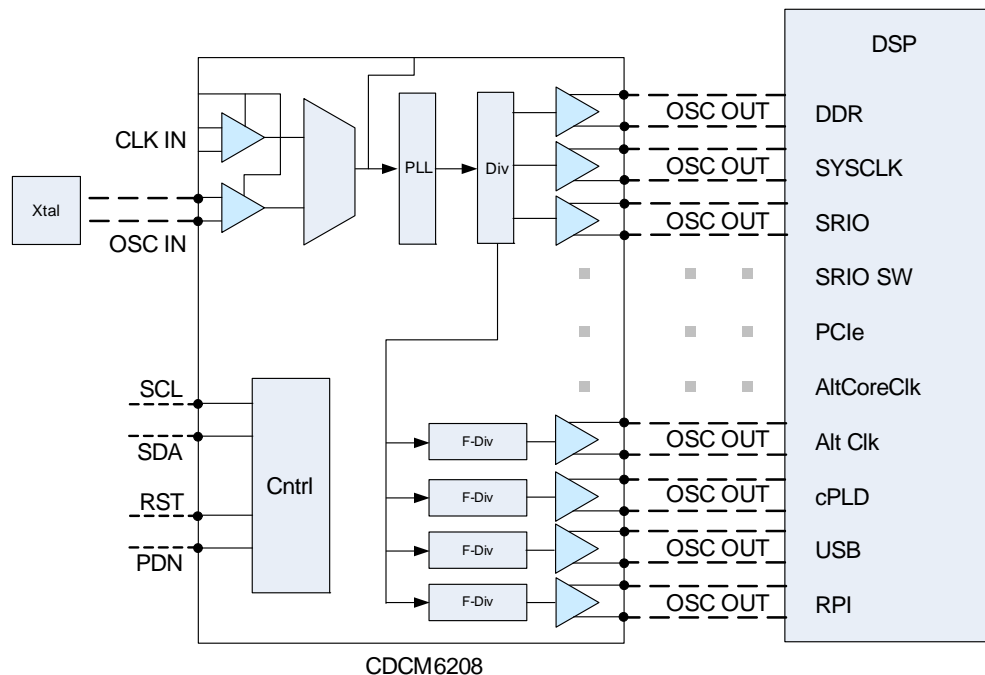 DSP
OSC OUT
DDR
CLK IN
PLL
Div
OSC OUT
SYSCLK
Xtal
OSC IN
OSC OUT
SRIO
SRIO SW
PCIe
SCL
AltCoreClk
SDA
F-Div
OSC OUT
Alt Clk
Cntrl
RST
F-Div
OSC OUT
cPLD
PDN
F-Div
OSC OUT
USB
F-Div
OSC OUT
RPI
CDCM6208